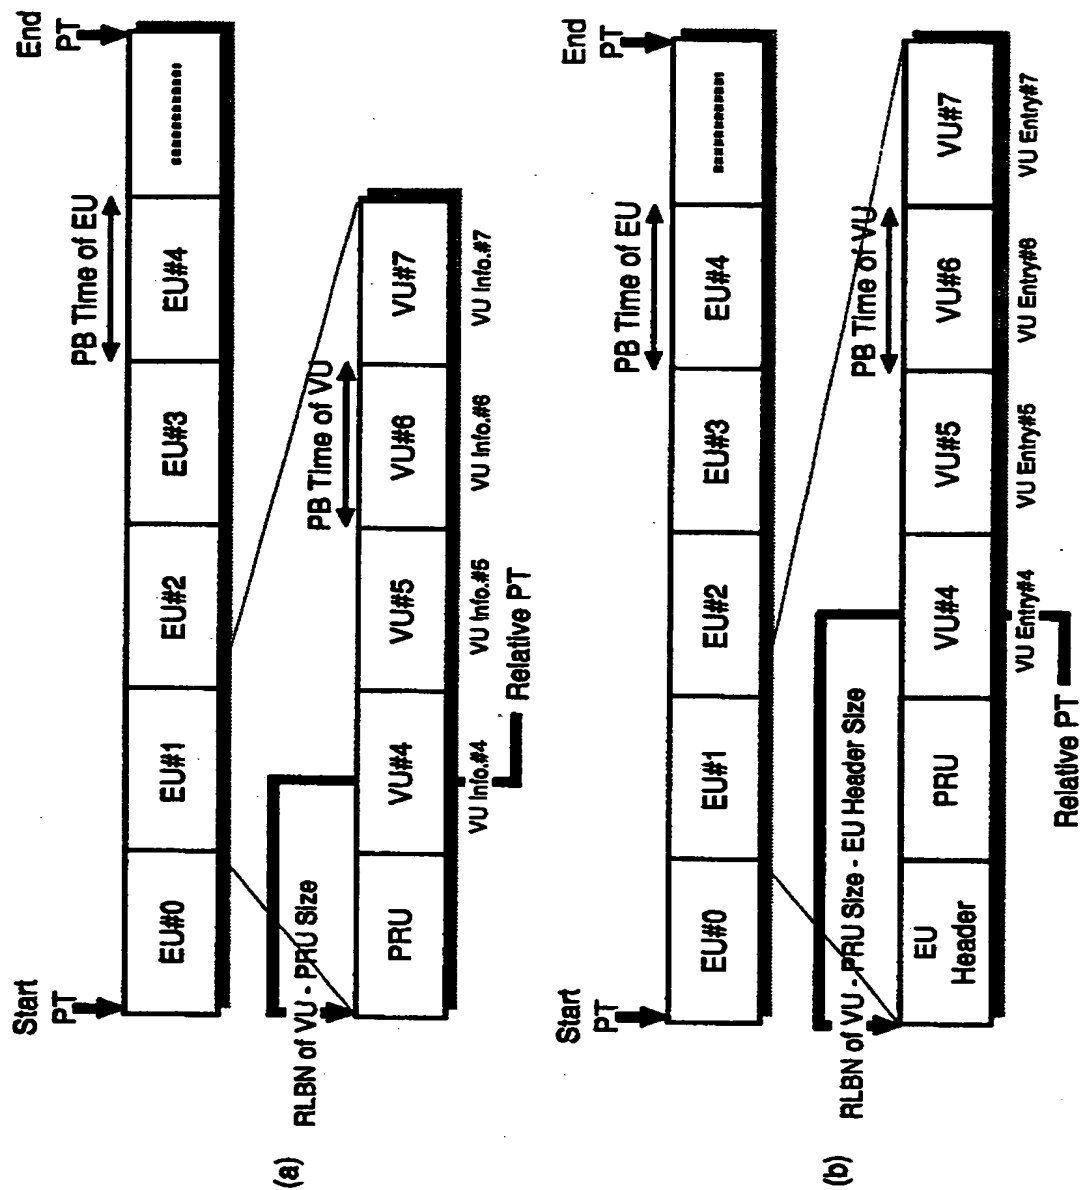 Start
PT
End
PT
PB Time of EU
EU#0
EU#1
EU#2
EU#3
EU#4
RLBN of VU - PRU Size
PB Time of VU
PRU
VU#4
VU#5
VU#6
VU#7
VU Info.#4
VU Info.#5
VU Info.#6
VU Info.#7
Relative PT
(a)
Start
PT
End
PT
PB Time of EU
EU#0
EU#1
EU#2
EU#3
EU#4
RLBN of VU - PRU Size - EU Header Size
PB Time of VU
EU
Header
PRU
VU#4
VU#5
VU#6
VU#7
VU Entry#4
VU Entry#5
VU Entry#6
VU Entry#7
Relative PT
(b)